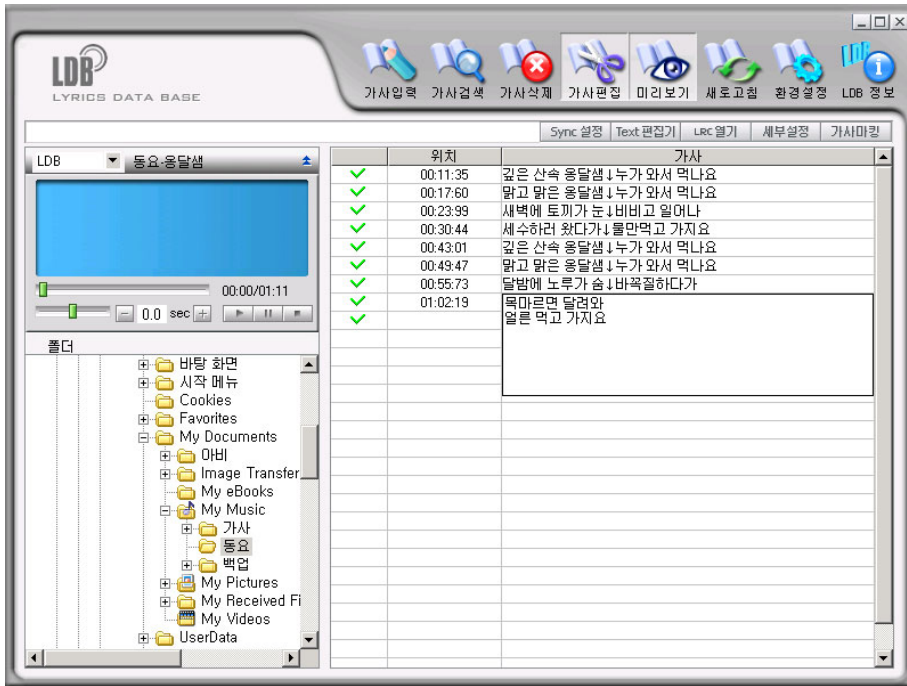 LDB
LYRICS DATA BASE
가사입력 가사검색 가사삭제 가사편집 미리보기 새로고침 환경설정 LDB 정보
Sync 설정 Text 편집기 LRC 열기 세부설정 가사마킹
LDB 동요-옹달샘
위치 가사
00:11:35 깊은 산속 옹달샘↓누가 와서 먹나요
00:17:60 맑고 맑은 옹달샘↓누가 와서 먹나요
00:23:99 새벽에 토끼가 눈↓비비고 일어나
00:30:44 세수하러 왔다가↓물만먹고 가지요
00:43:01 깊은 산속 옹달샘↓누가 와서 먹나요
00:49:47 맑고 맑은 옹달샘↓누가 와서 먹나요
00:55:73 달밤에 노루가 숨↓바꼭질하다가
01:02:19 목마르면 달려와
얼른 먹고 가지요
00:00/01:11
0.0 sec
폴더
바탕 화면
시작 메뉴
Cookies
Favorites
My Documents
아비
Image Transfer
My eBooks
My Music
가사
동요
백업
My Pictures
My Received Fi
My Videos
UserData